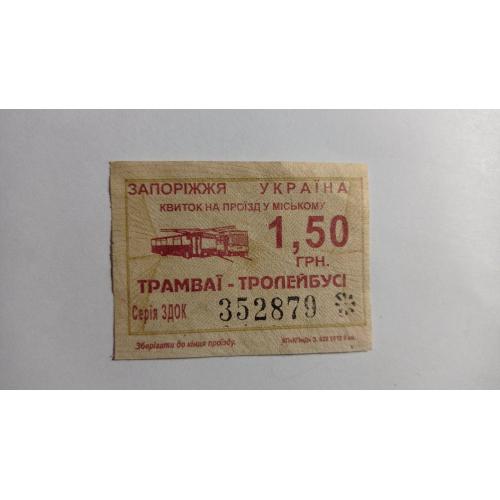 ЗАПОРІЖЖЯ УКРАЇНА
КВИТОК НА ПРОЇЗД У МІСЬКОМУ
1,50
ГРН.
ТРАМВАЇ - ТРОЛЕЙБУСІ
Серія ЗДОК 352879
Зберігати до кінця проїзду.